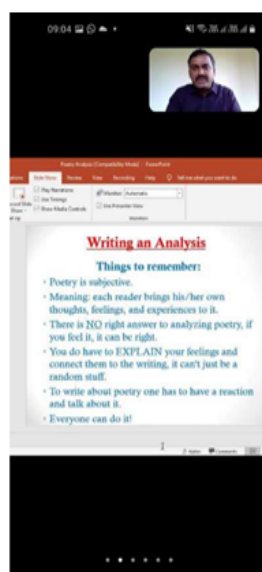 09:04
Poetry Analysis [Compatibility Mode] - PowerPoint
Slide Show Review View Recording Help Tell me what you want to do
Play Narrations
Use Timings
Show Media Controls
Monitor: Automatic
Use Presenter View
Monitors
Writing an Analysis
Things to remember:
• Poetry is subjective.
• Meaning: each reader brings his/her own
thoughts, feelings, and experiences to it.
• There is NO right answer to analyzing poetry, if
you feel it, it can be right.
• You do have to EXPLAIN your feelings and
connect them to the writing, it can't just be a
random stuff.
• To write about poetry one has to have a reaction
and talk about it.
• Everyone can do it!
Notes Comments